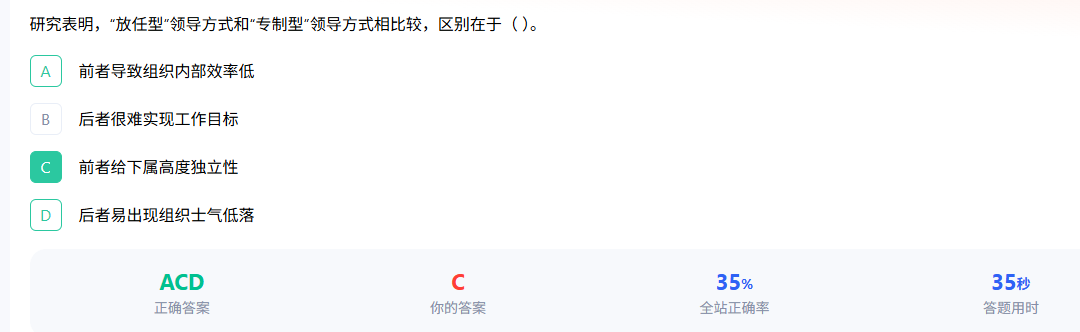 研究表明，“放任型”领导方式和“专制型”领导方式相比较，区别在于（ ）。
A 前者导致组织内部效率低
B 后者很难实现工作目标
C 前者给下属高度独立性
D 后者易出现组织士气低落
ACD C 35% 35秒
正确答案 你的答案 全站正确率 答题用时